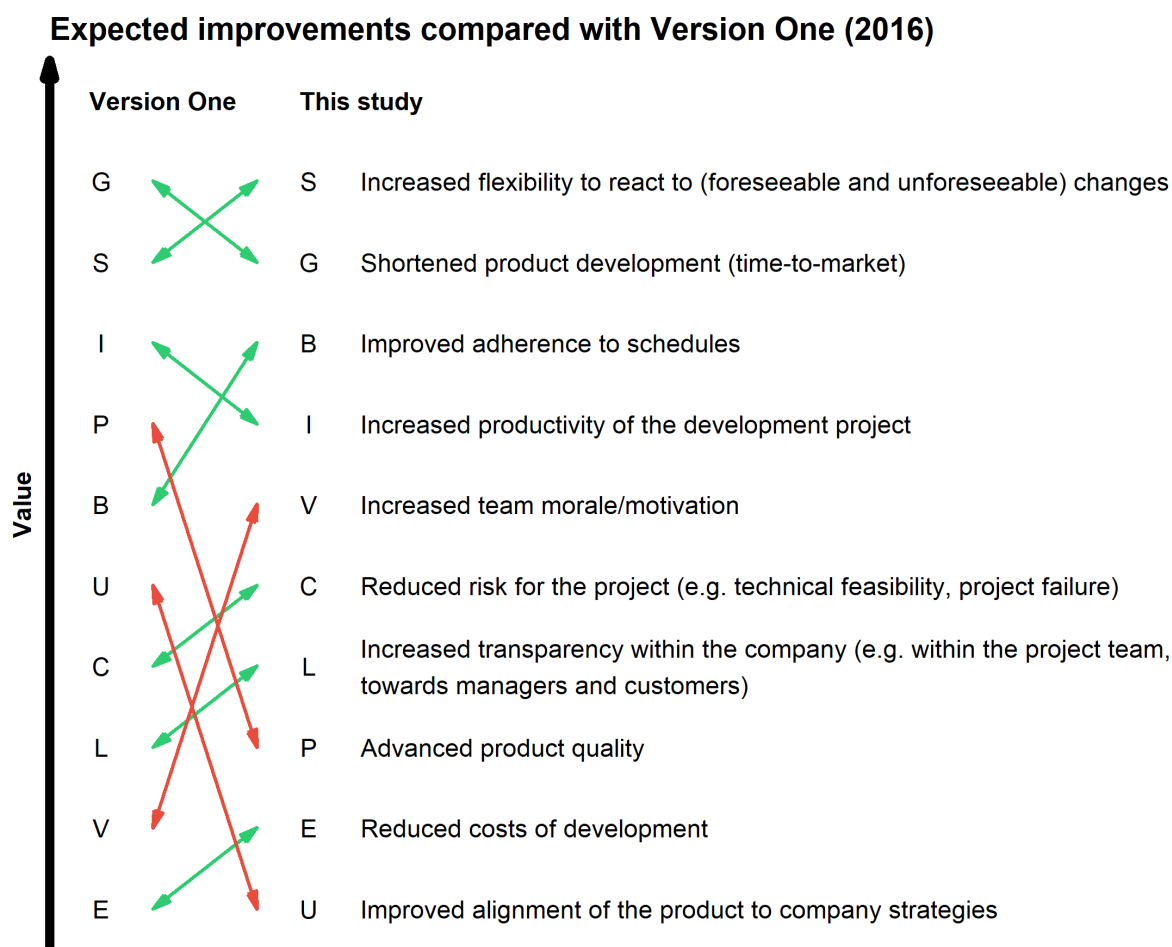 Expected improvements compared with Version One (2016)
Version One This study
G S Increased flexibility to react to (foreseeable and unforeseeable) changes
S G Shortened product development (time-to-market)
I B Improved adherence to schedules
P I Increased productivity of the development project
B V Increased team morale/motivation
U C Reduced risk for the project (e.g. technical feasibility, project failure)
C L Increased transparency within the company (e.g. within the project team,
towards managers and customers)
L P Advanced product quality
V E Reduced costs of development
E U Improved alignment of the product to company strategies
Value